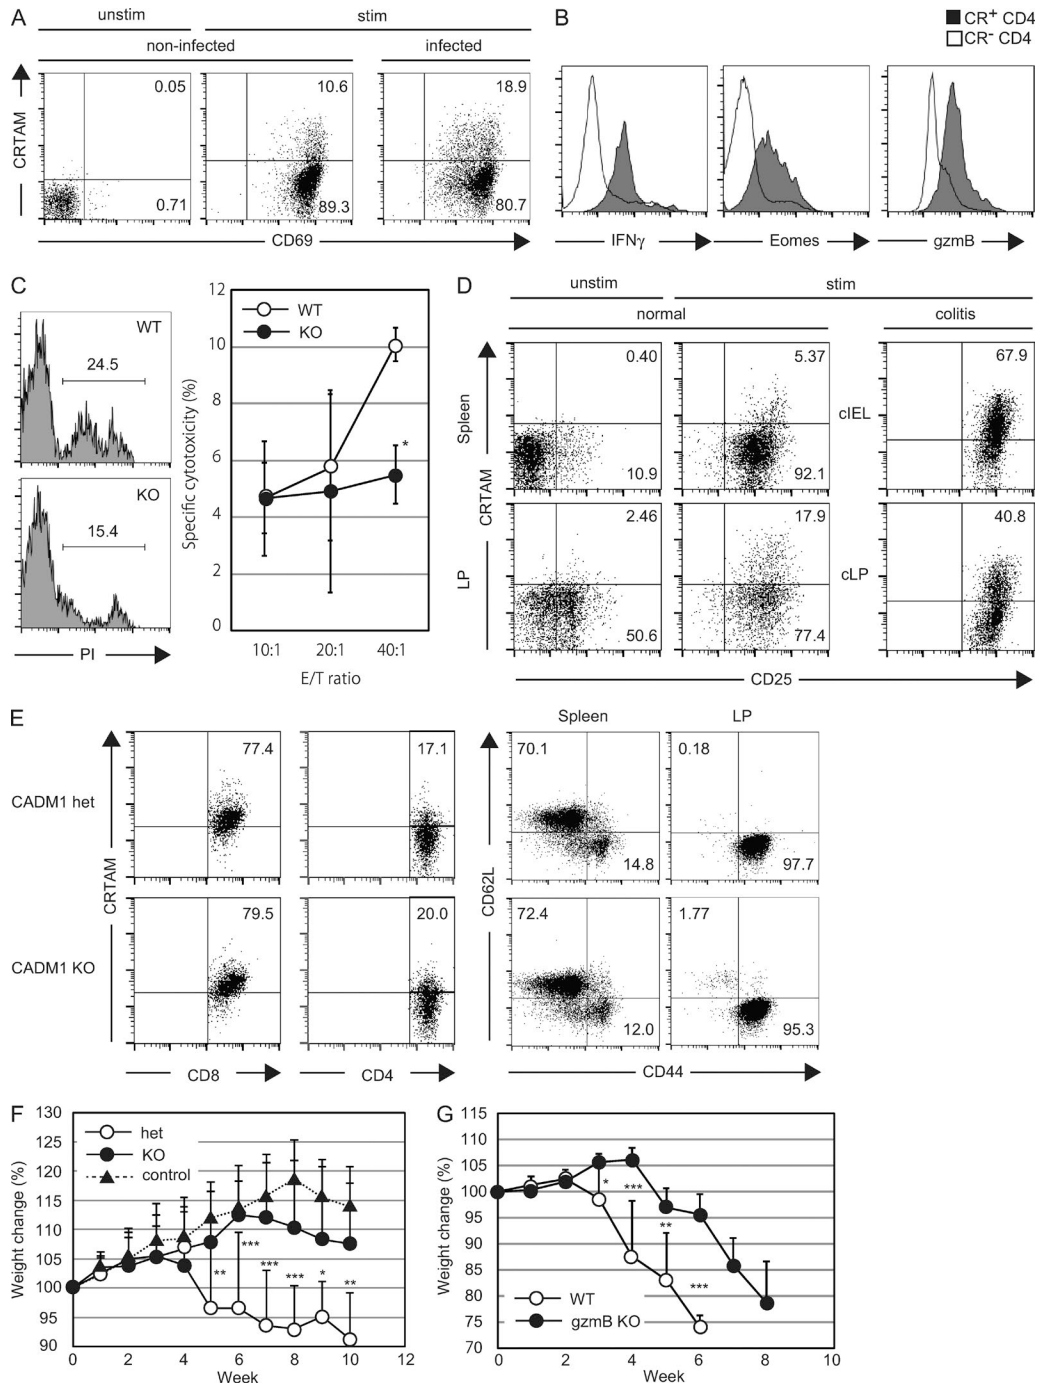 A
unstim
stim
non-infected
infected
0.05
10.6
18.9
0.71
89.3
80.7
CRTAM
CD69
B
CR+ CD4
CR- CD4
IFNγ
Eomes
gzmB
C
WT
24.5
KO
15.4
PI
12
10
8
6
4
2
0
WT
KO
*
Specific cytotoxicity (%)
10:1
20:1
40:1
E/T ratio
D
unstim
stim
normal
colitis
Spleen
0.40
5.37
cIEL
67.9
10.9
92.1
CRTAM
LP
2.46
17.9
cLP
40.8
50.6
77.4
CD25
E
Spleen
LP
CADM1 het
77.4
17.1
70.1
0.18
14.8
97.7
CRTAM
CD62L
CADM1 KO
79.5
20.0
72.4
1.77
12.0
95.3
CD8
CD4
CD44
F
130
125
120
115
110
105
100
95
90
Weight change (%)
het
KO
control
**
***
***
***
*
**
0
2
4
6
8
10
12
Week
G
115
110
105
100
95
90
85
80
75
70
Weight change (%)
*
***
**
***
WT
gzmB KO
0
2
4
6
8
10
Week